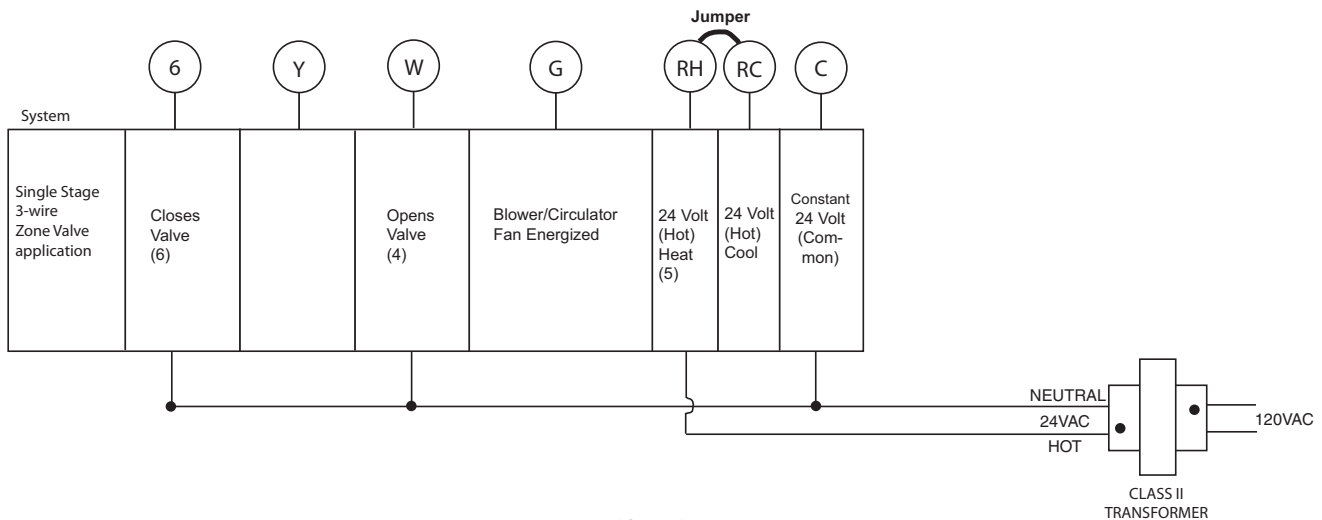 Jumper
6
Y
W
G
RH
RC
C
System
Single Stage
3-wire
Zone Valve
application
Closes
Valve
(6)
Opens
Valve
(4)
Blower/Circulator
Fan Energized
24 Volt
(Hot)
Heat
(5)
24 Volt
(Hot)
Cool
Constant
24 Volt
(Com-
mon)
NEUTRAL
24VAC
HOT
120VAC
CLASS II
TRANSFORMER